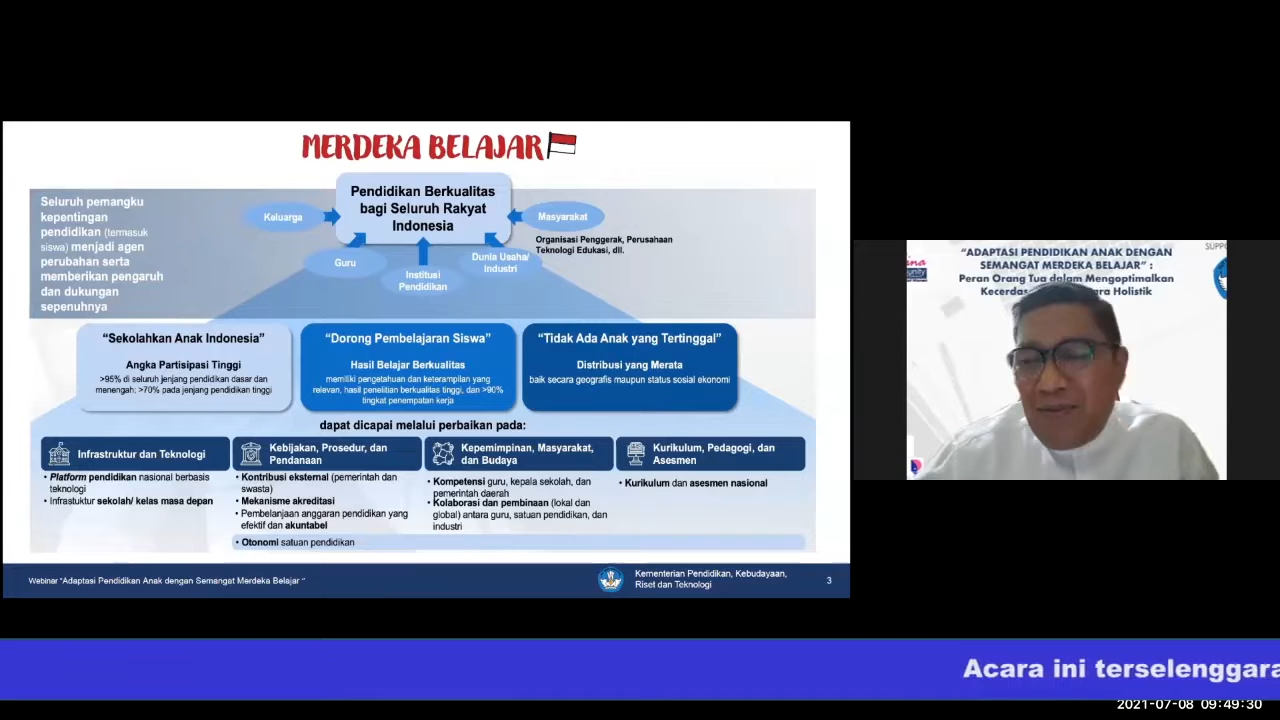 MERDEKA BELAJAR
Seluruh pemangku
kepentingan
pendidikan (termasuk
siswa) menjadi agen
perubahan serta
memberikan pengaruh
dan dukungan
sepenuhnya
Pendidikan Berkualitas
bagi Seluruh Rakyat
Indonesia
Keluarga
Guru
Institusi
Pendidikan
Dunia Usaha/
Industri
Masyarakat
Organisasi Penggerak, Perusahaan
Teknologi Edukasi, dll.
“Sekolahkan Anak Indonesia”
Angka Partisipasi Tinggi
>95% di seluruh jenjang pendidikan dasar dan
menengah; >70% pada jenjang pendidikan tinggi
“Dorong Pembelajaran Siswa”
Hasil Belajar Berkualitas
memiliki pengetahuan dan keterampilan yang
relevan, hasil penelitian berkualitas tinggi, dan >90%
tingkat penempatan kerja
“Tidak Ada Anak yang Tertinggal”
Distribusi yang Merata
baik secara geografis maupun status sosial ekonomi
dapat dicapai melalui perbaikan pada:
Infrastruktur dan Teknologi
• Platform pendidikan nasional berbasis
teknologi
• Infrastuktur sekolah/ kelas masa depan
Kebijakan, Prosedur, dan
Pendanaan
• Kontribusi eksternal (pemerintah dan
swasta)
• Mekanisme akreditasi
• Pembelanjaan anggaran pendidikan yang
efektif dan akuntabel
Kepemimpinan, Masyarakat,
dan Budaya
• Kompetensi guru, kepala sekolah, dan
pemerintah daerah
• Kolaborasi dan pembinaan (lokal dan
global) antara guru, satuan pendidikan, dan
industri
Kurikulum, Pedagogi, dan
Asesmen
• Kurikulum dan asesmen nasional
• Otonomi satuan pendidikan
Webinar “Adaptasi Pendidikan Anak dengan Semangat Merdeka Belajar “
Kementerian Pendidikan, Kebudayaan,
Riset dan Teknologi
3
“ADAPTASI PENDIDIKAN ANAK DENGAN
SEMANGAT MERDEKA BELAJAR” :
Peran Orang Tua dalam Mengoptimalkan
Holistik
Acara ini terselenggara
2021-07-08 09:49:30